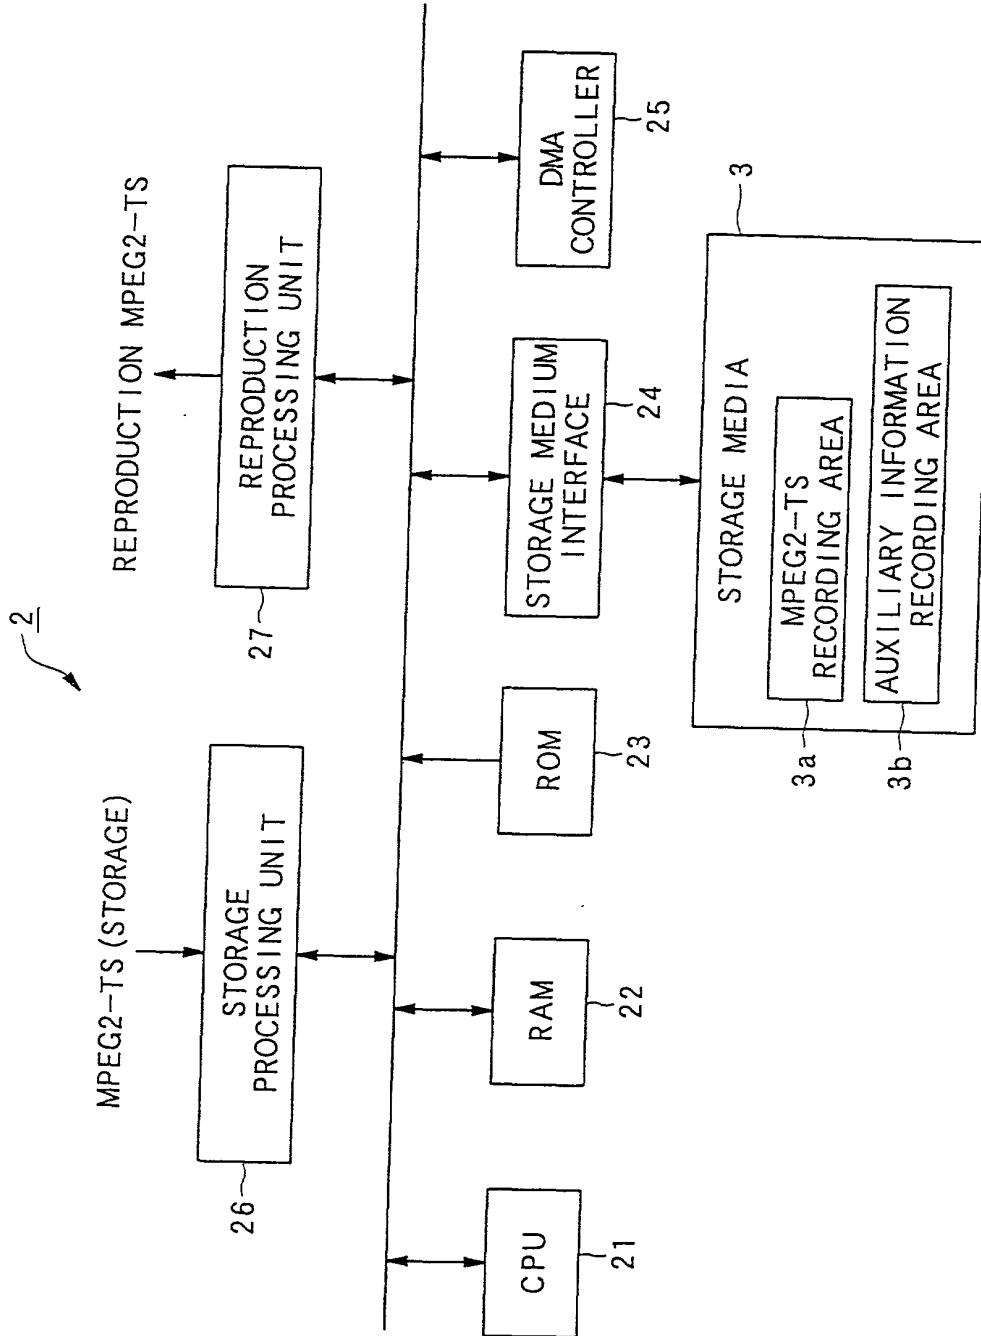 2
MPEG2-TS (STORAGE)
REPRODUCTION MPEG2-TS
STORAGE
PROCESSING UNIT
26
REPRODUCTION
PROCESSING UNIT
27
CPU
21
RAM
22
ROM
23
STORAGE MEDIUM
INTERFACE
24
DMA
CONTROLLER
25
3
STORAGE MEDIA
MPEG2-TS
RECORDING AREA
3a
AUXILIARY INFORMATION
RECORDING AREA
3b